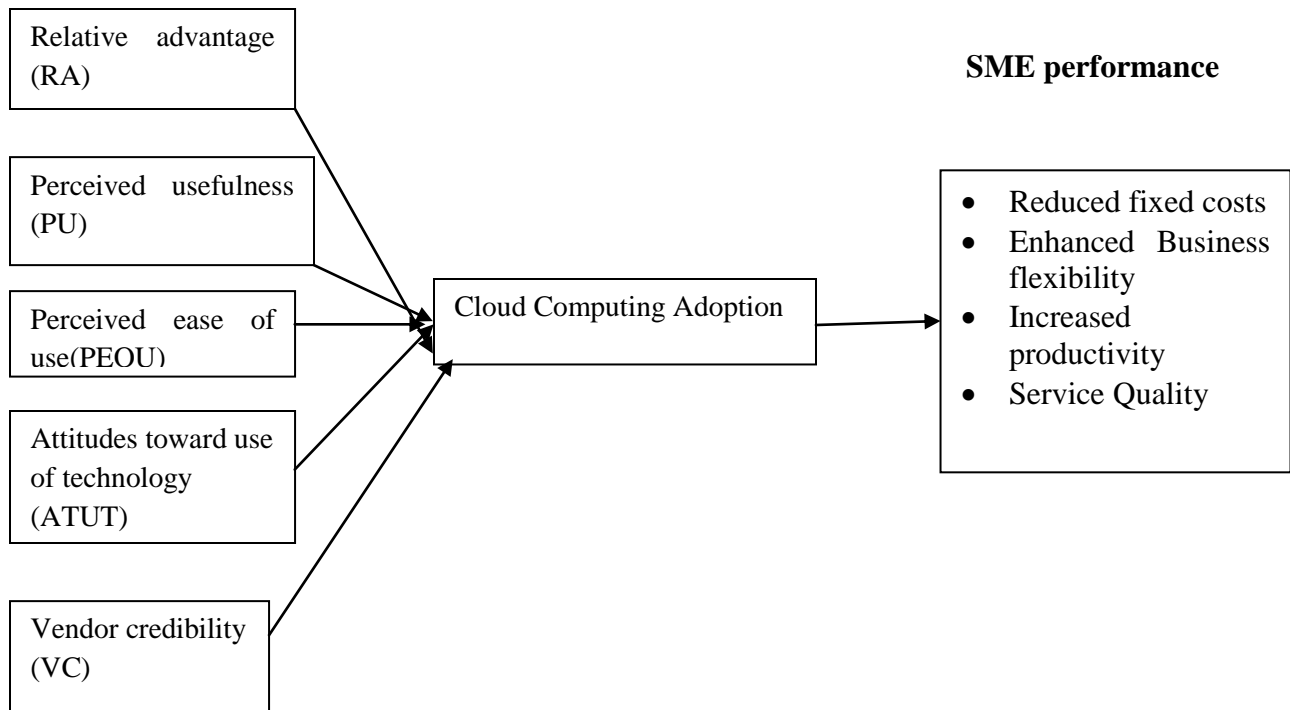 Relative advantage
(RA)
SME performance
Perceived usefulness
(PU)
Perceived ease of
use(PEOU)
Attitudes toward use
of technology
(ATUT)
Vendor credibility
(VC)
Cloud Computing Adoption
• Reduced fixed costs
• Enhanced Business
flexibility
• Increased
productivity
• Service Quality